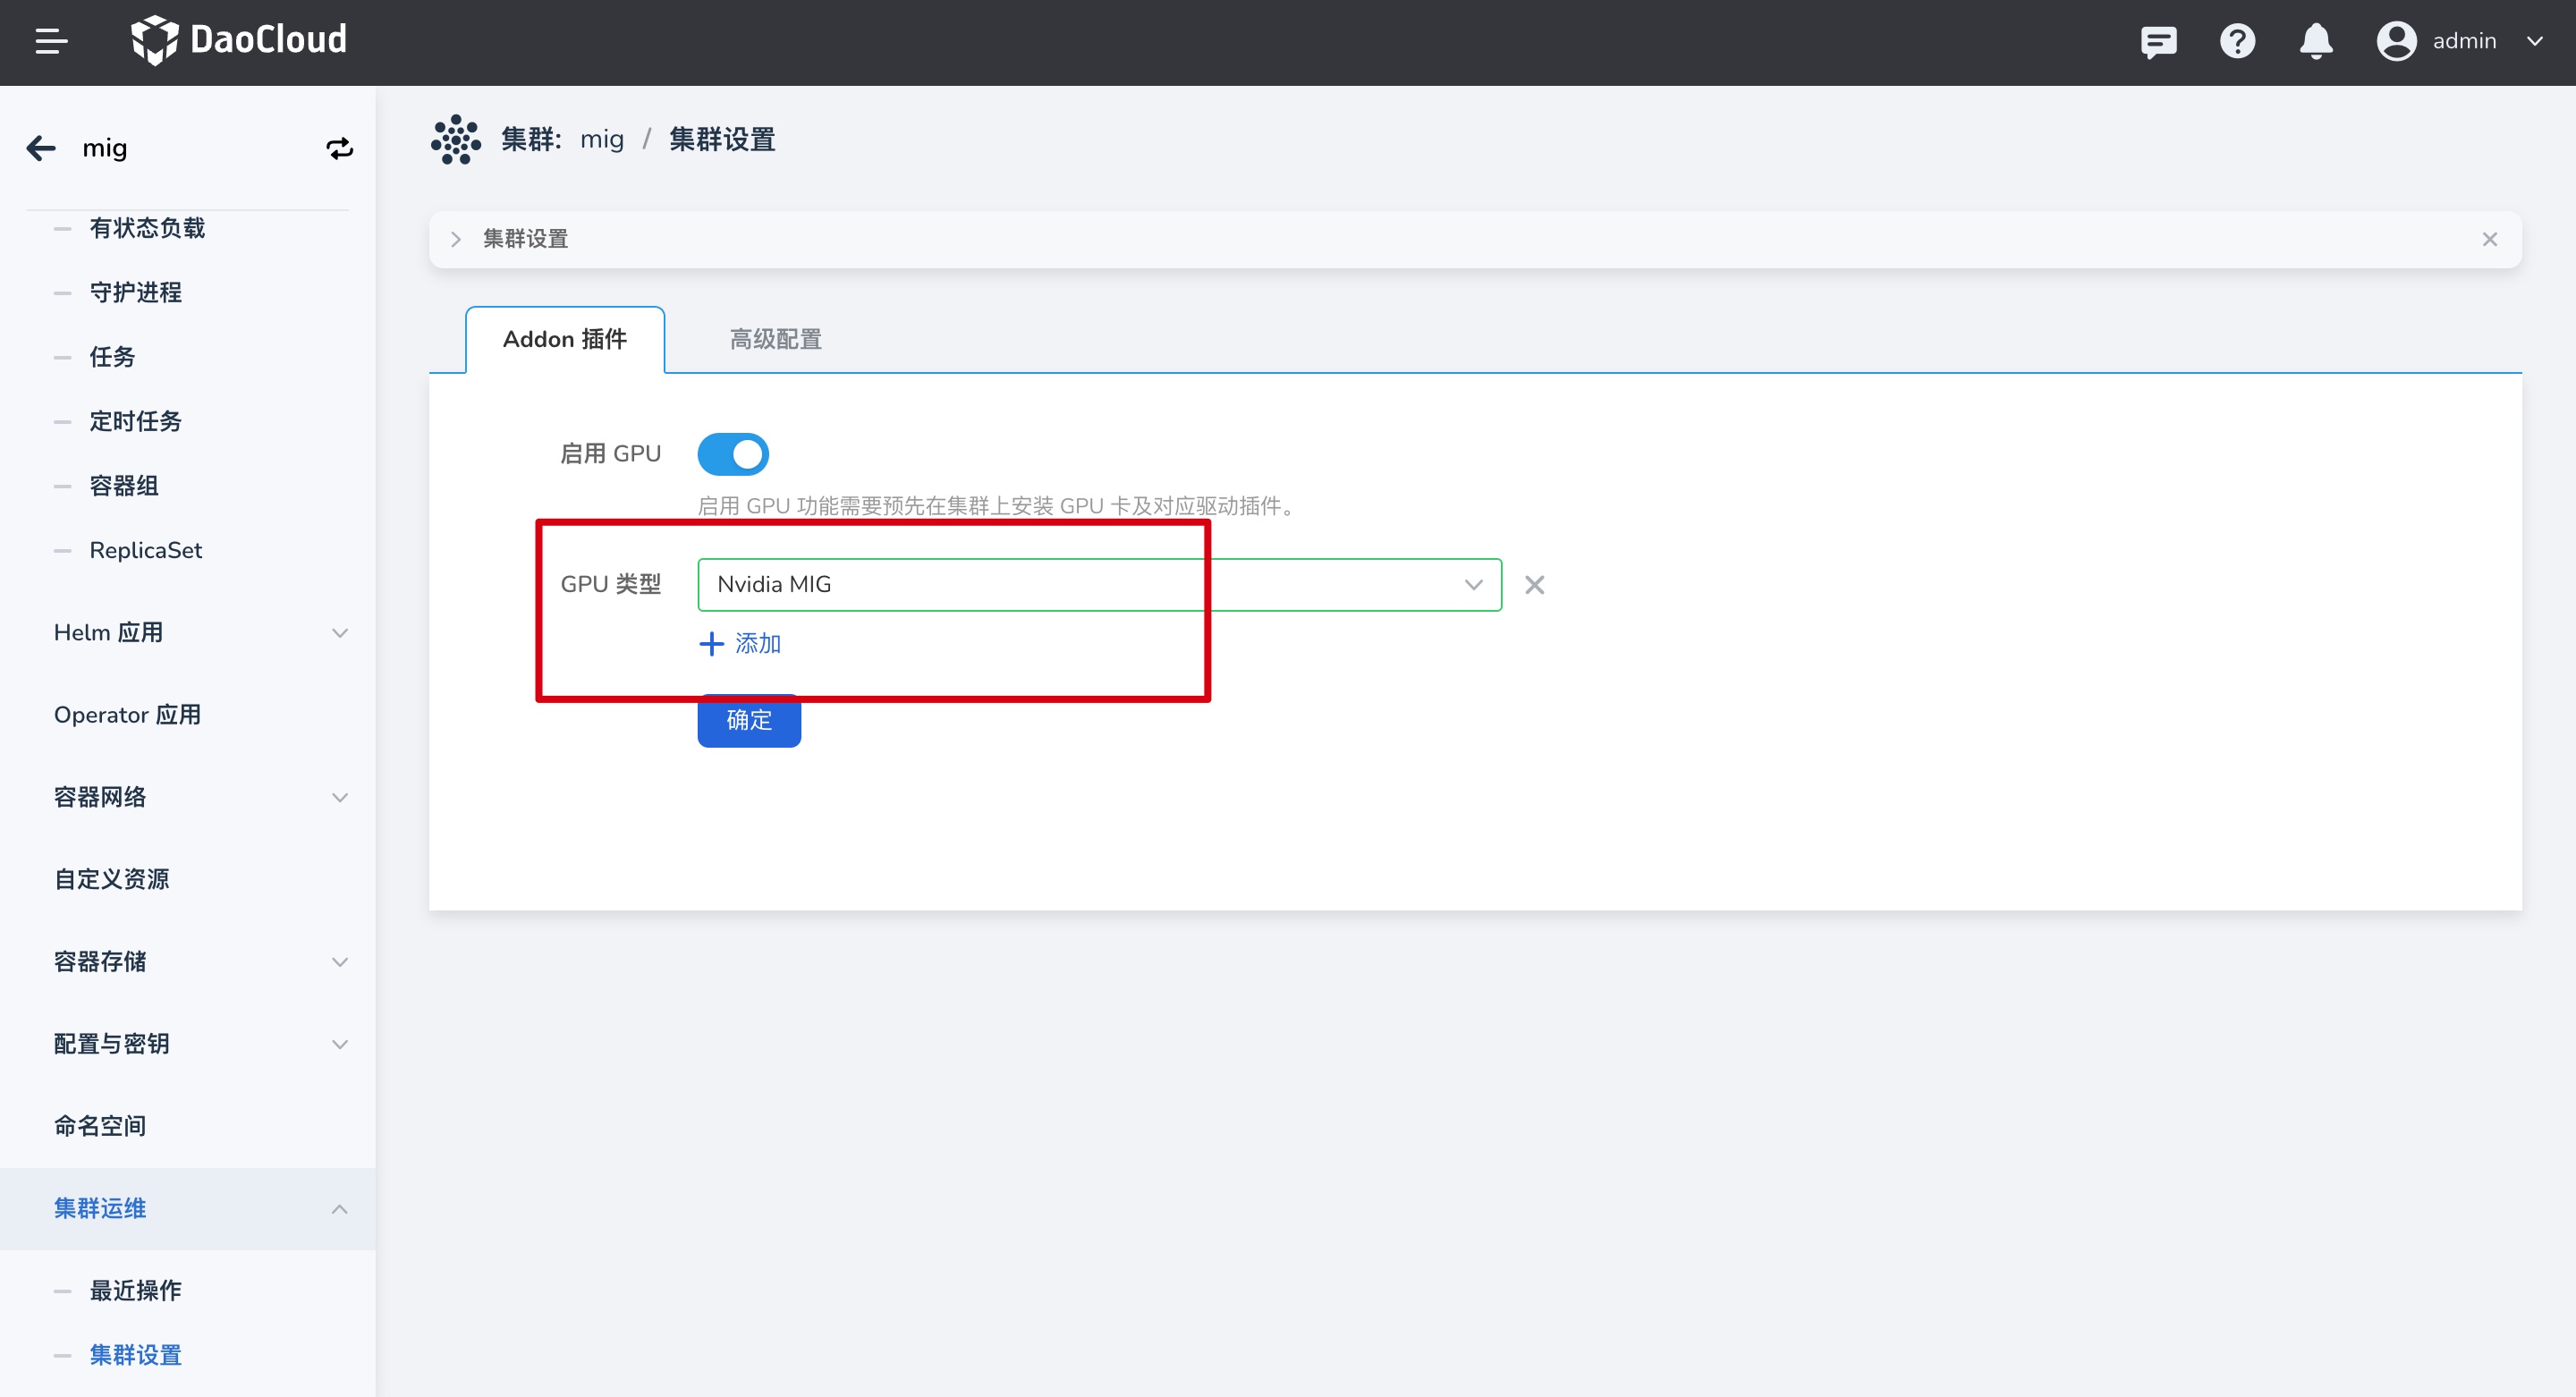 DaoCloud
admin
mig
有状态负载
守护进程
任务
定时任务
容器组
ReplicaSet
Helm 应用
Operator 应用
容器网络
自定义资源
容器存储
配置与密钥
命名空间
集群运维
最近操作
集群设置
集群: mig / 集群设置
集群设置
Addon 插件
高级配置
启用 GPU
启用 GPU 功能需要预先在集群上安装 GPU 卡及对应驱动插件。
GPU 类型
Nvidia MIG
添加
确定